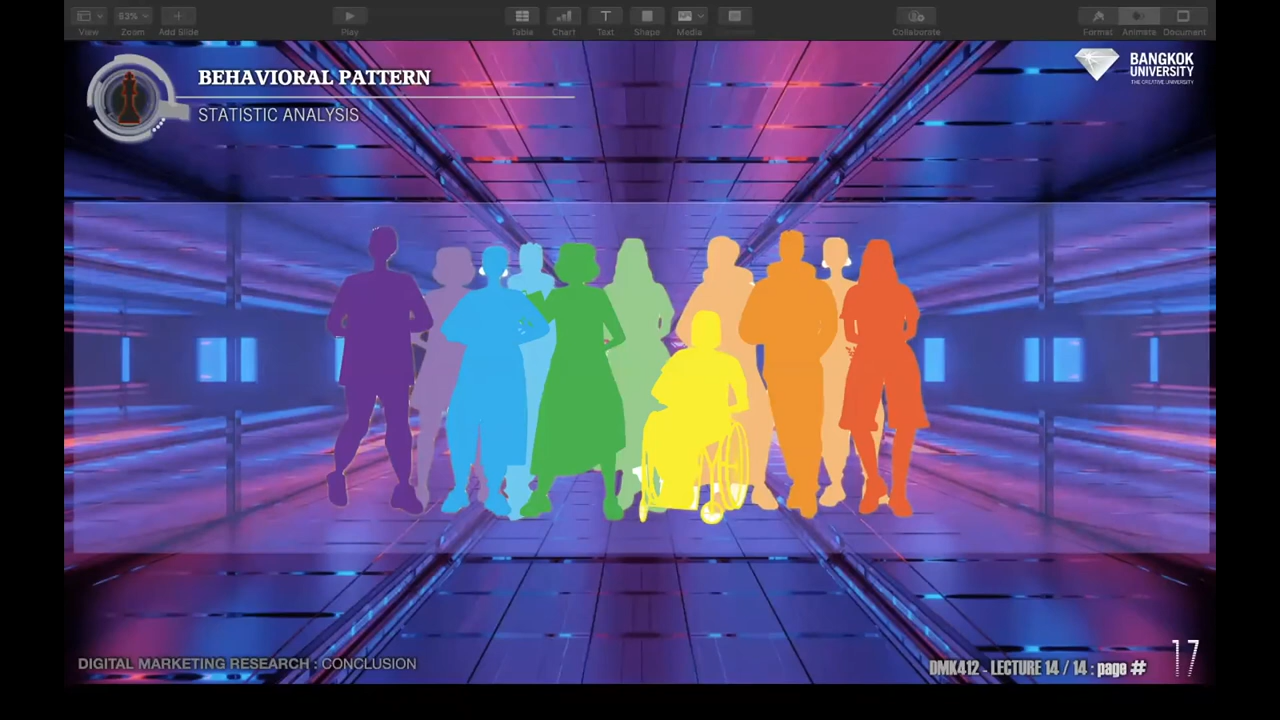 83%
View
Zoom
Add Slide
Play
Table
Chart
Text
Shape
Media
Collaborate
Format
Animate
Document
BEHAVIORAL PATTERN
STATISTIC ANALYSIS
BANGKOK
UNIVERSITY
THE CREATIVE UNIVERSITY
DIGITAL MARKETING RESEARCH : CONCLUSION
DMK412 - LECTURE 14 / 14 : page #
17